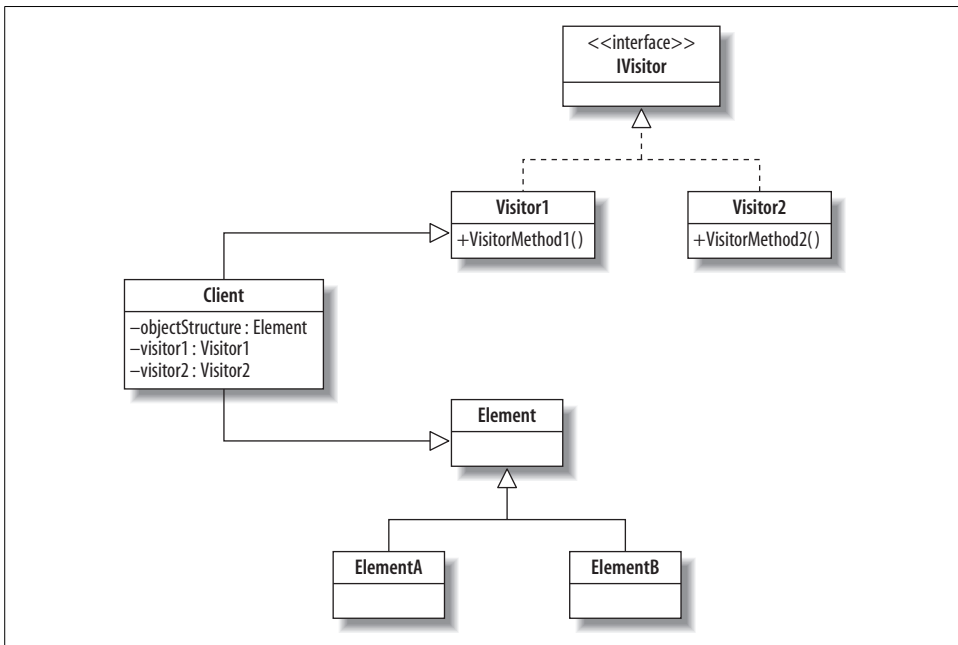 <<interface>>
IVisitor
Visitor1
+VisitorMethod1()
Visitor2
+VisitorMethod2()
Client
–objectStructure : Element
–visitor1 : Visitor1
–visitor2 : Visitor2
Element
ElementA
ElementB